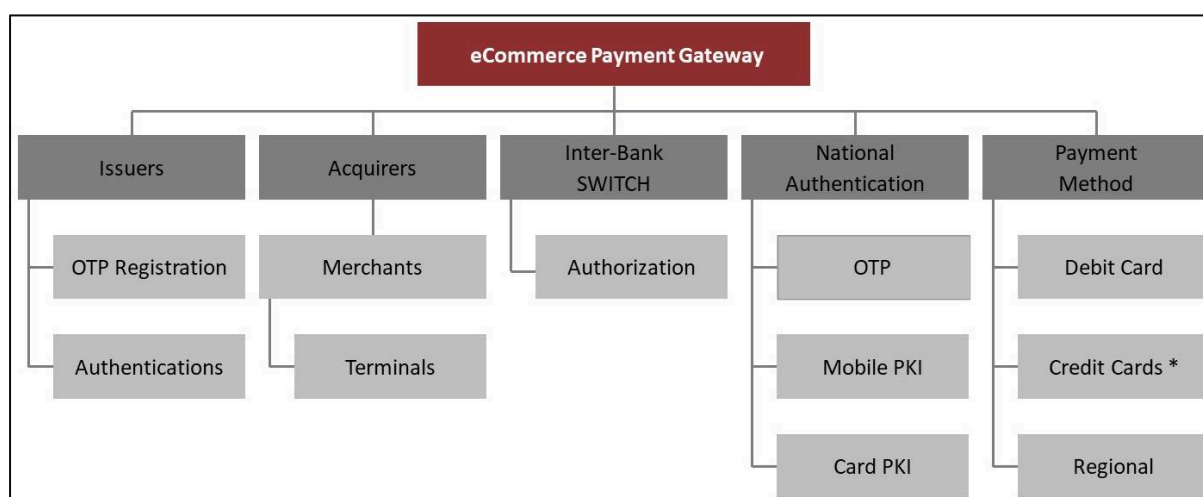 eCommerce Payment Gateway
Issuers
Acquirers
Inter-Bank
SWITCH
National
Authentication
Payment
Method
OTP Registration
Merchants
Authorization
OTP
Debit Card
Authentications
Terminals
Mobile PKI
Credit Cards *
Card PKI
Regional